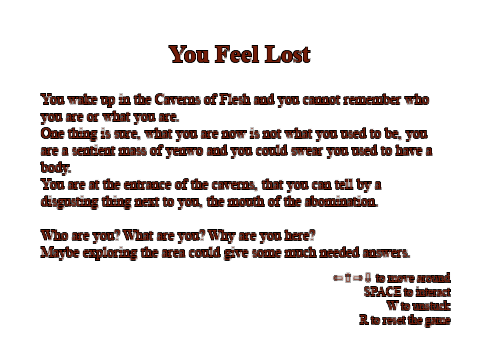 You Feel Lost
You wake up in the Caverns of Flesh and you cannot remember who
you are or what you are.
One thing is sure, what you are now is not what you used to be, you
are a sentient mass of yenwo and you could swear you used to have a
body.
You are at the entrance of the caverns, that you can tell by a
disgusting thing next to you, the mouth of the abomination.
Who are you? What are you? Why are you here?
Maybe exploring the area could give some much needed answers.
⇦⇧⇨⇩ to move around
SPACE to interact
W to unstuck
R to reset the game